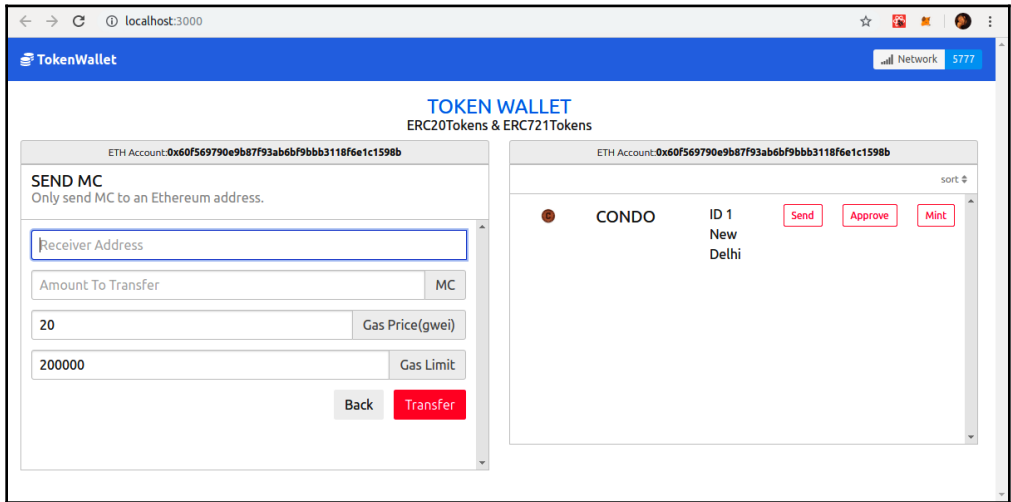 localhost:3000
TokenWallet
Network 5777
TOKEN WALLET
ERC20Tokens & ERC721Tokens
ETH Account:0x60f569790e9b87f93ab6bf9bbb3118f6e1c1598b
SEND MC
Only send MC to an Ethereum address.
Receiver Address
Amount To Transfer MC
20 Gas Price(gwei)
200000 Gas Limit
Back Transfer
ETH Account:0x60f569790e9b87f93ab6bf9bbb3118f6e1c1598b
sort
C CONDO ID 1 Send Approve Mint
New
Delhi